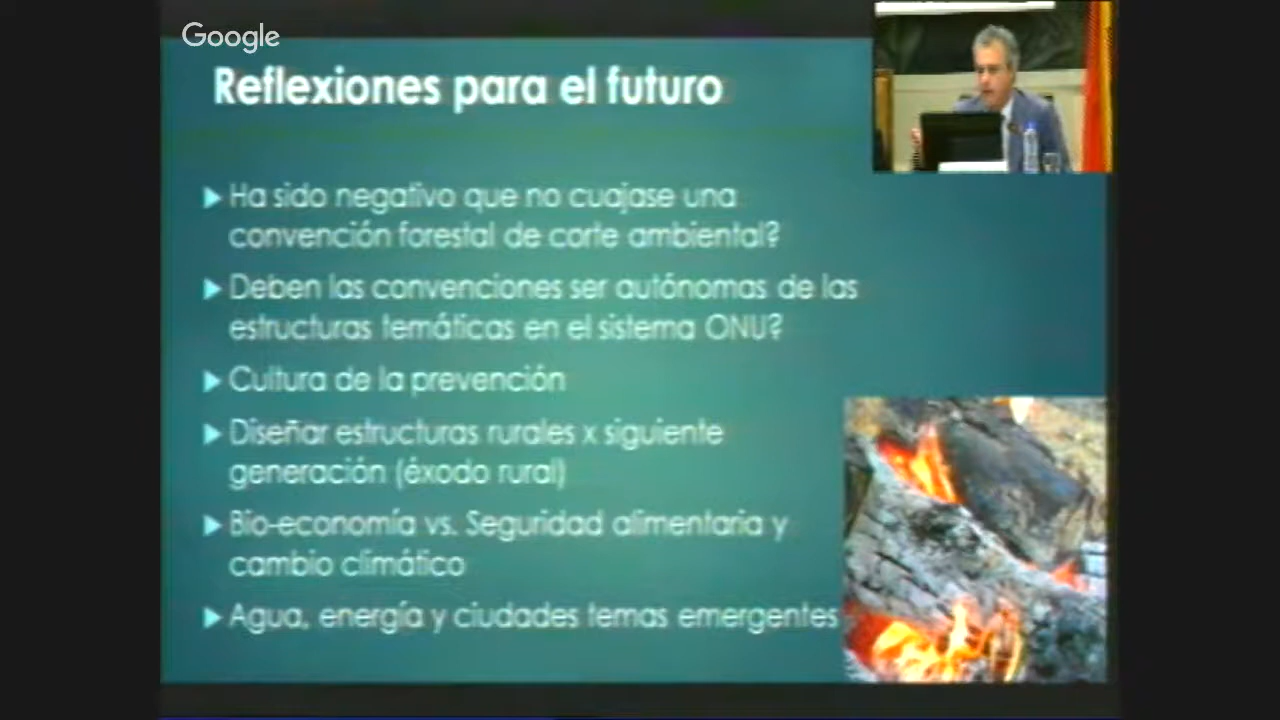 Google
Reflexiones para el futuro
Ha sido negativo que no cuajase una
convención forestal de corte ambiental?
Deben las convenciones ser autónomas de las
estructuras temáticas en el sistema ONU?
Cultura de la prevención
Diseñar estructuras rurales x siguiente
generación (éxodo rural)
Bio-economía vs. Seguridad alimentaria y
cambio climático
Agua, energía y ciudades temas emergentes